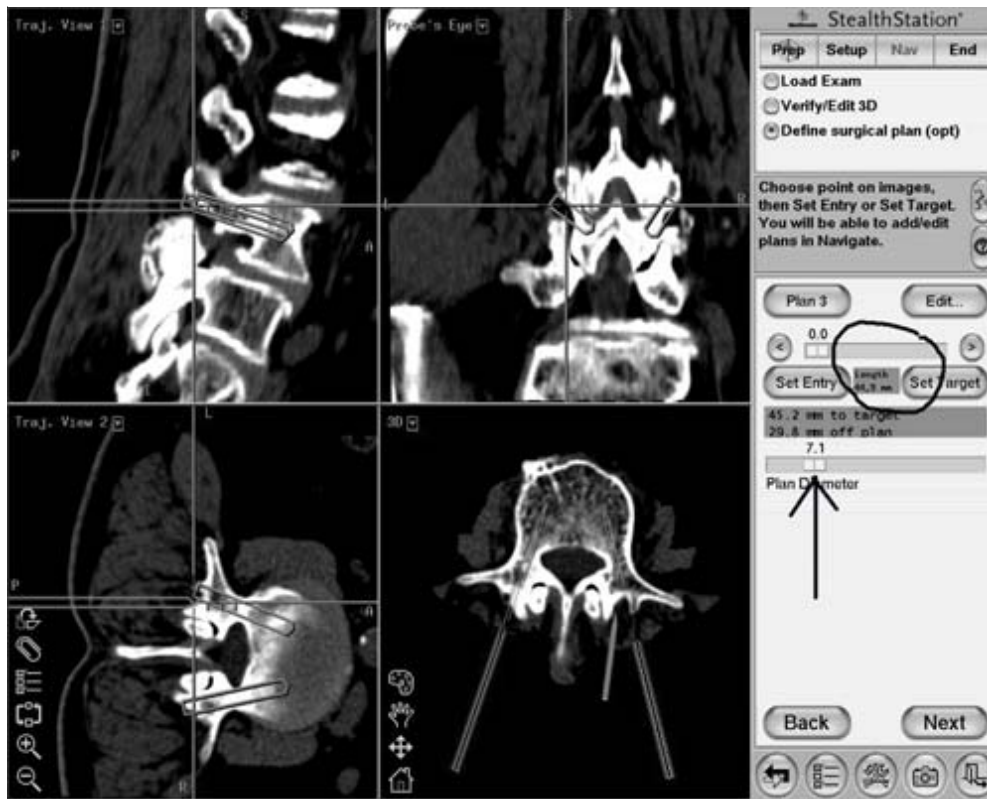 Traj. View 1
S
P
A
Probe's Eye
S
L
R
Traj. View 2
L
P
A
R
3D
StealthStation®
Prep Setup Nav End
Load Exam
Verify/Edit 3D
Define surgical plan (opt)
Choose point on images,
then Set Entry or Set Target.
You will be able to add/edit
plans in Navigate.
Plan 3 Edit...
0.0
< >
Set Entry Length Set Target
mm
45.2 mm to target
29.8 mm off plan
7.1
Plan Diameter
Back Next